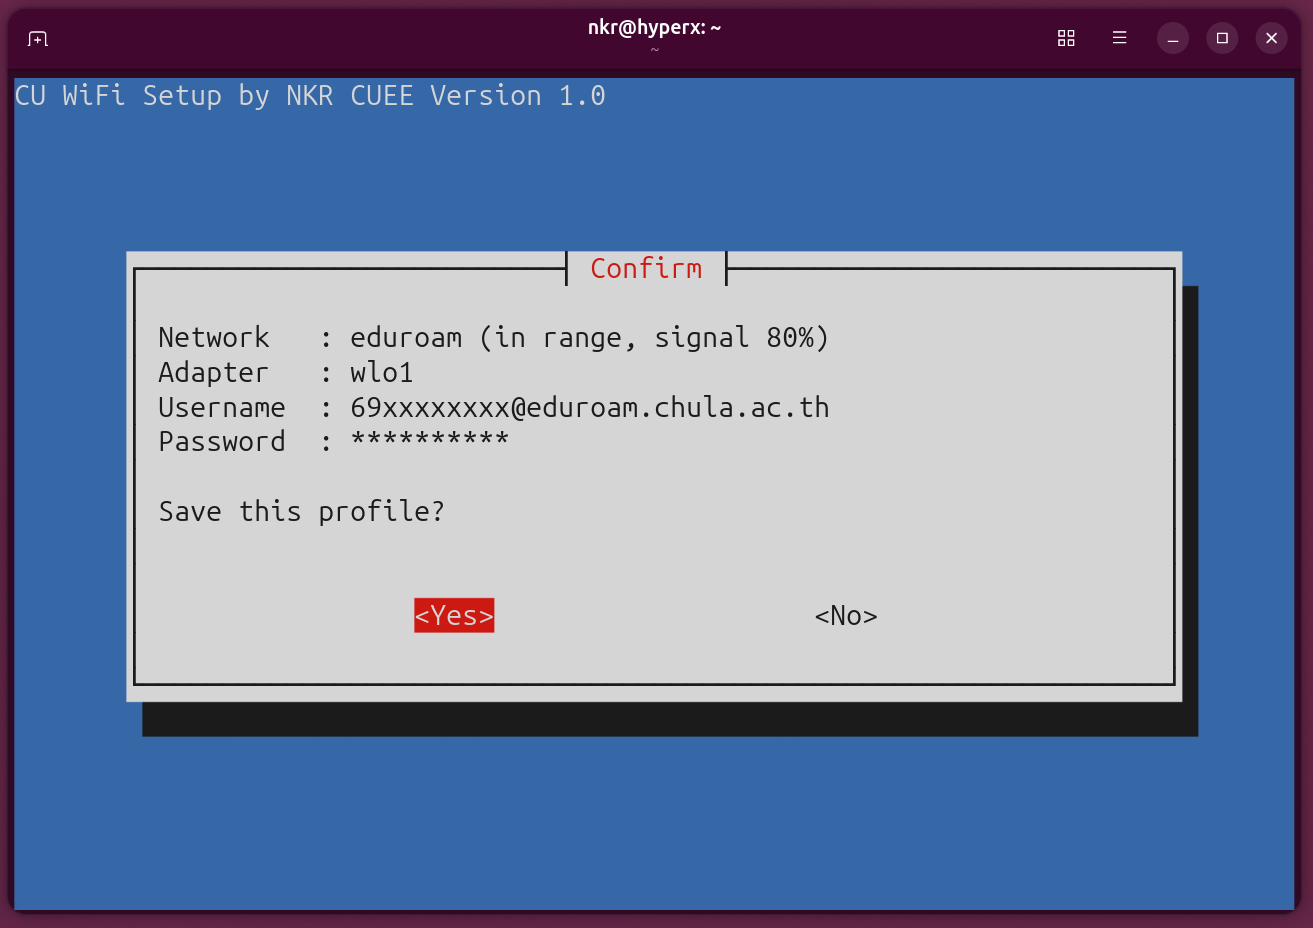 nkr@hyperx: ~
~
CU WiFi Setup by NKR CUEE Version 1.0
Confirm
Network : eduroam (in range, signal 80%)
Adapter : wlo1
Username : 69xxxxxxxx@eduroam.chula.ac.th
Password : **********
Save this profile?
<Yes> <No>